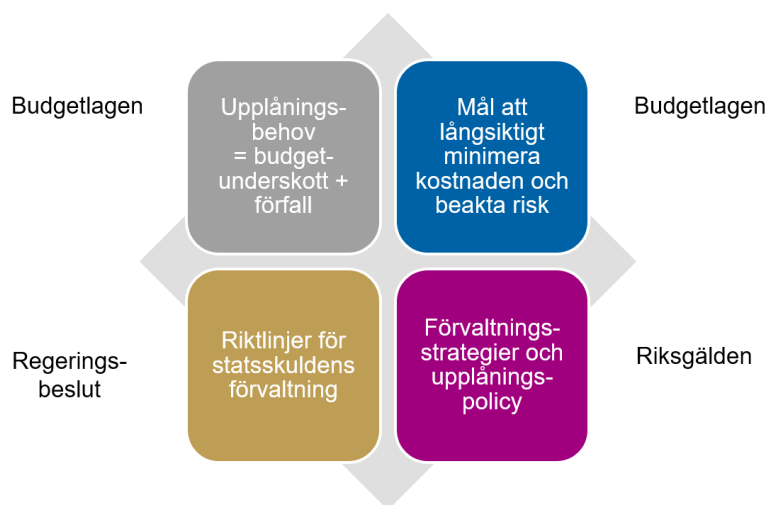 Budgetlagen
Upplånings-
behov
= budget-
underskott +
förfall
Mål att
långsiktigt
minimera
kostnaden och
beakta risk
Budgetlagen
Regerings-
beslut
Riktlinjer för
statsskuldens
förvaltning
Förvaltnings-
strategier och
upplånings-
policy
Riksgälden